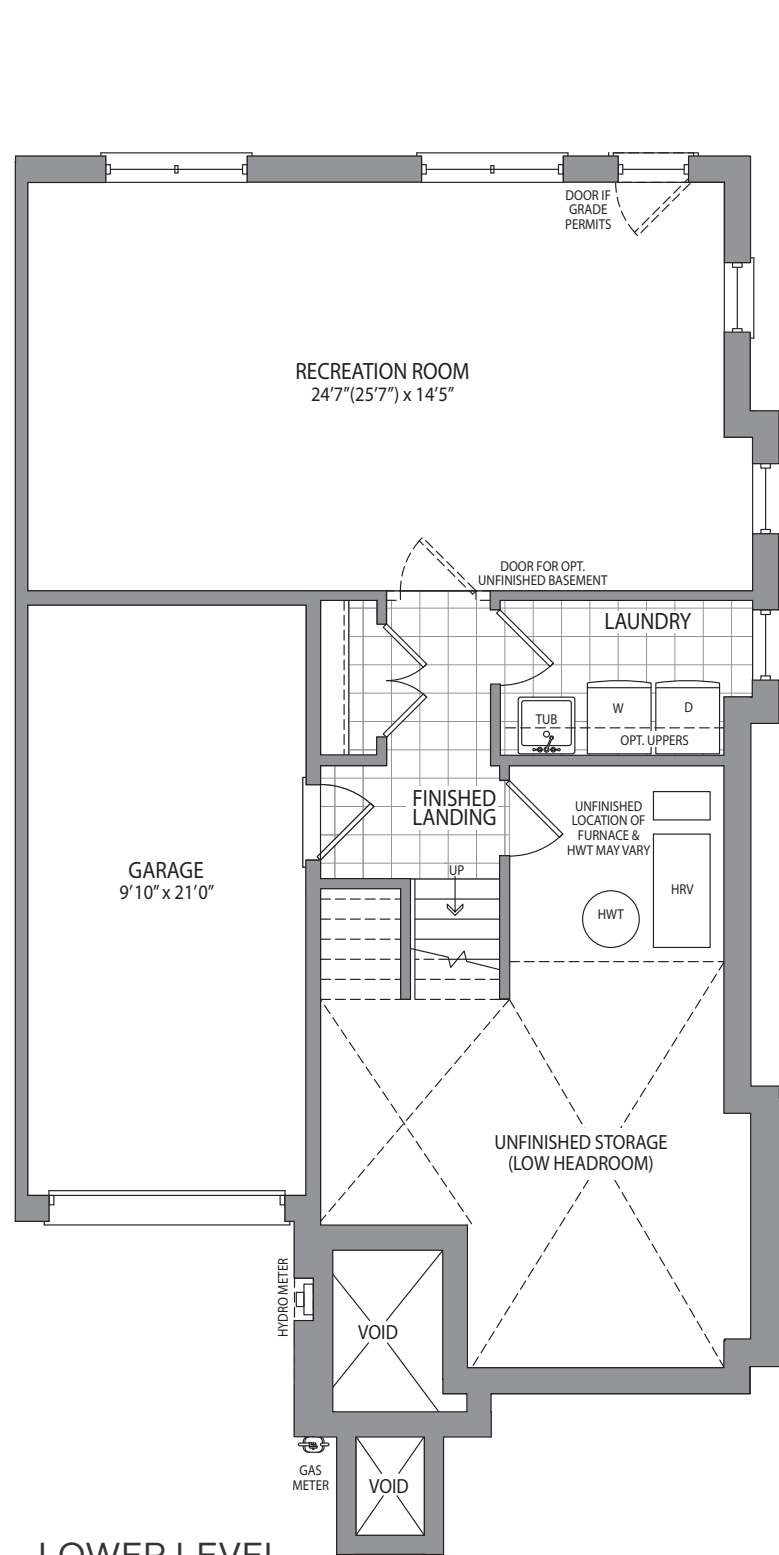 DOOR IF
GRADE
PERMITS
RECREATION ROOM
24'7"(25'7") x 14'5"
DOOR FOR OPT.
UNFINISHED BASEMENT
LAUNDRY
W
D
TUB
OPT. UPPERS
FINISHED
LANDING
UNFINISHED
LOCATION OF
FURNACE &
HWT MAY VARY
GARAGE
9'10" x 21'0"
UP
HRV
HWT
UNFINISHED STORAGE
(LOW HEADROOM)
HYDRO METER
VOID
GAS
METER
VOID
LOWER LEVEL